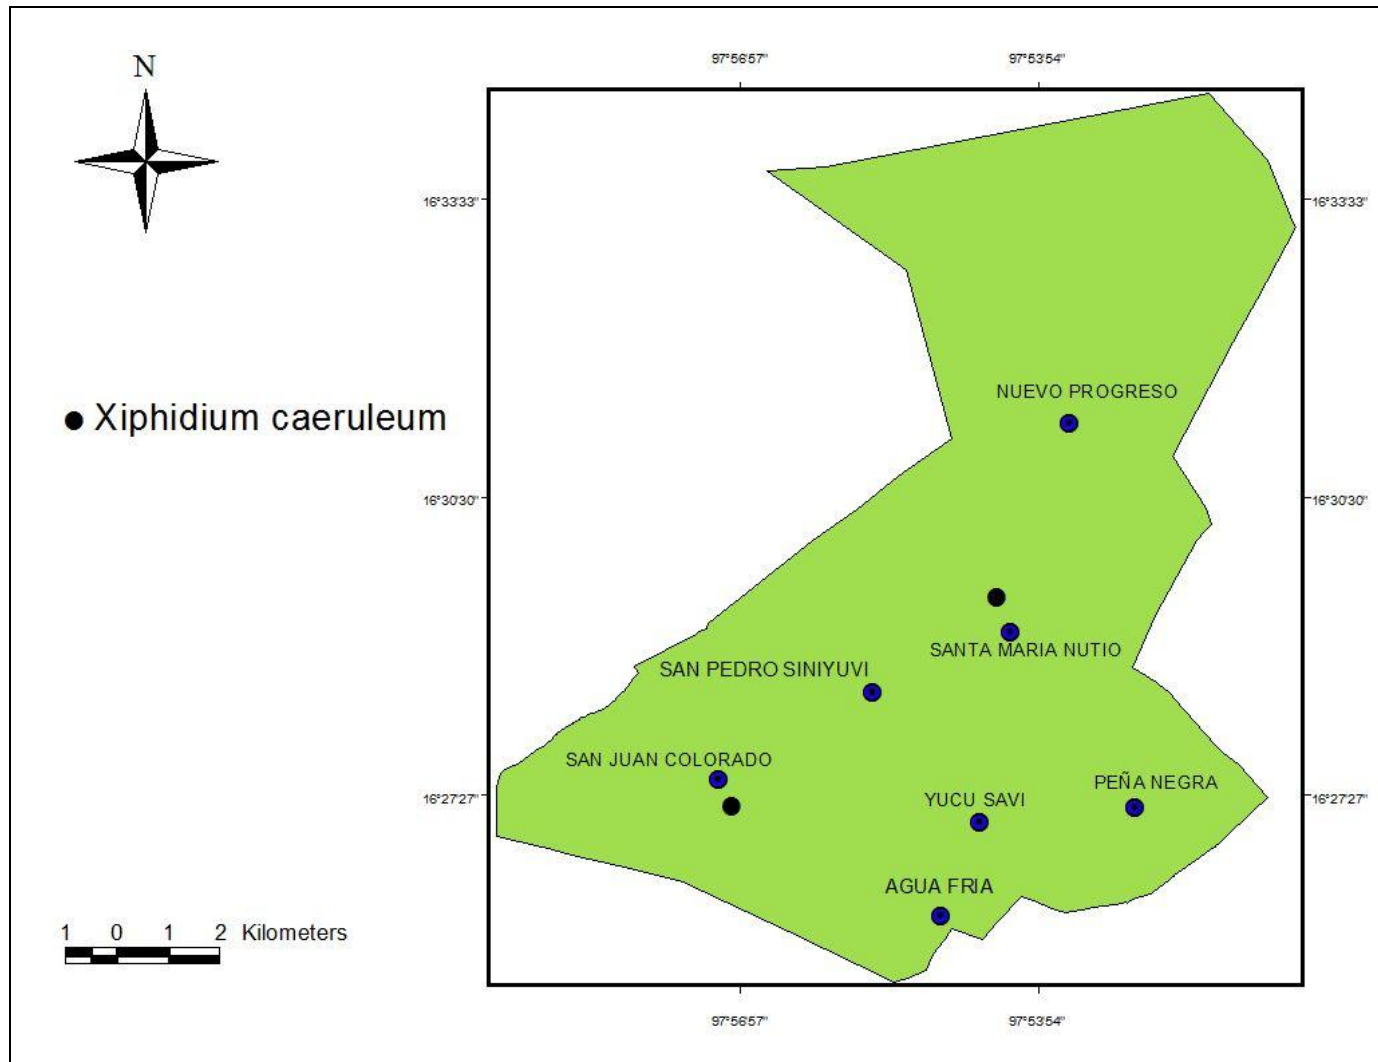 97°56'57" 97°53'54"
N
16°33'33" 16°33'33"
NUEVO PROGRESO
Xiphidium caeruleum
16°30'30" 16°30'30"
SANTA MARIA NUTIO
SAN PEDRO SINIYUVI
SAN JUAN COLORADO
PEÑA NEGRA
16°27'27" 16°27'27"
YUCU SAVI
AGUA FRIA
1 0 1 2 Kilometers
97°56'57" 97°53'54"